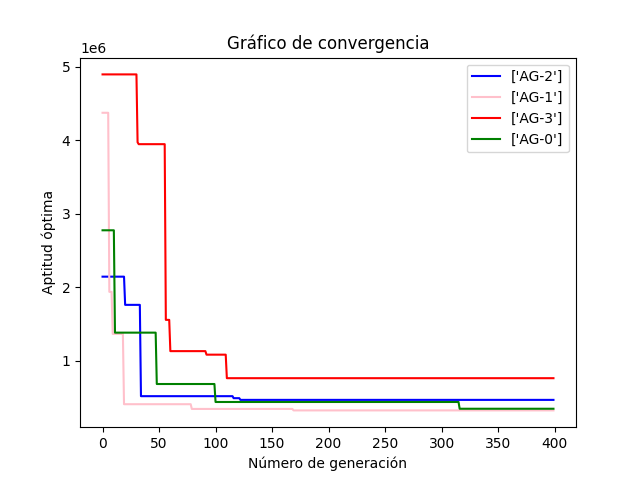 Gráfico de convergencia
1e6
5
4
3
2
1
Aptitud óptima
['AG-2']
['AG-1']
['AG-3']
['AG-0']
0
50
100
150
200
250
300
350
400
Número de generación